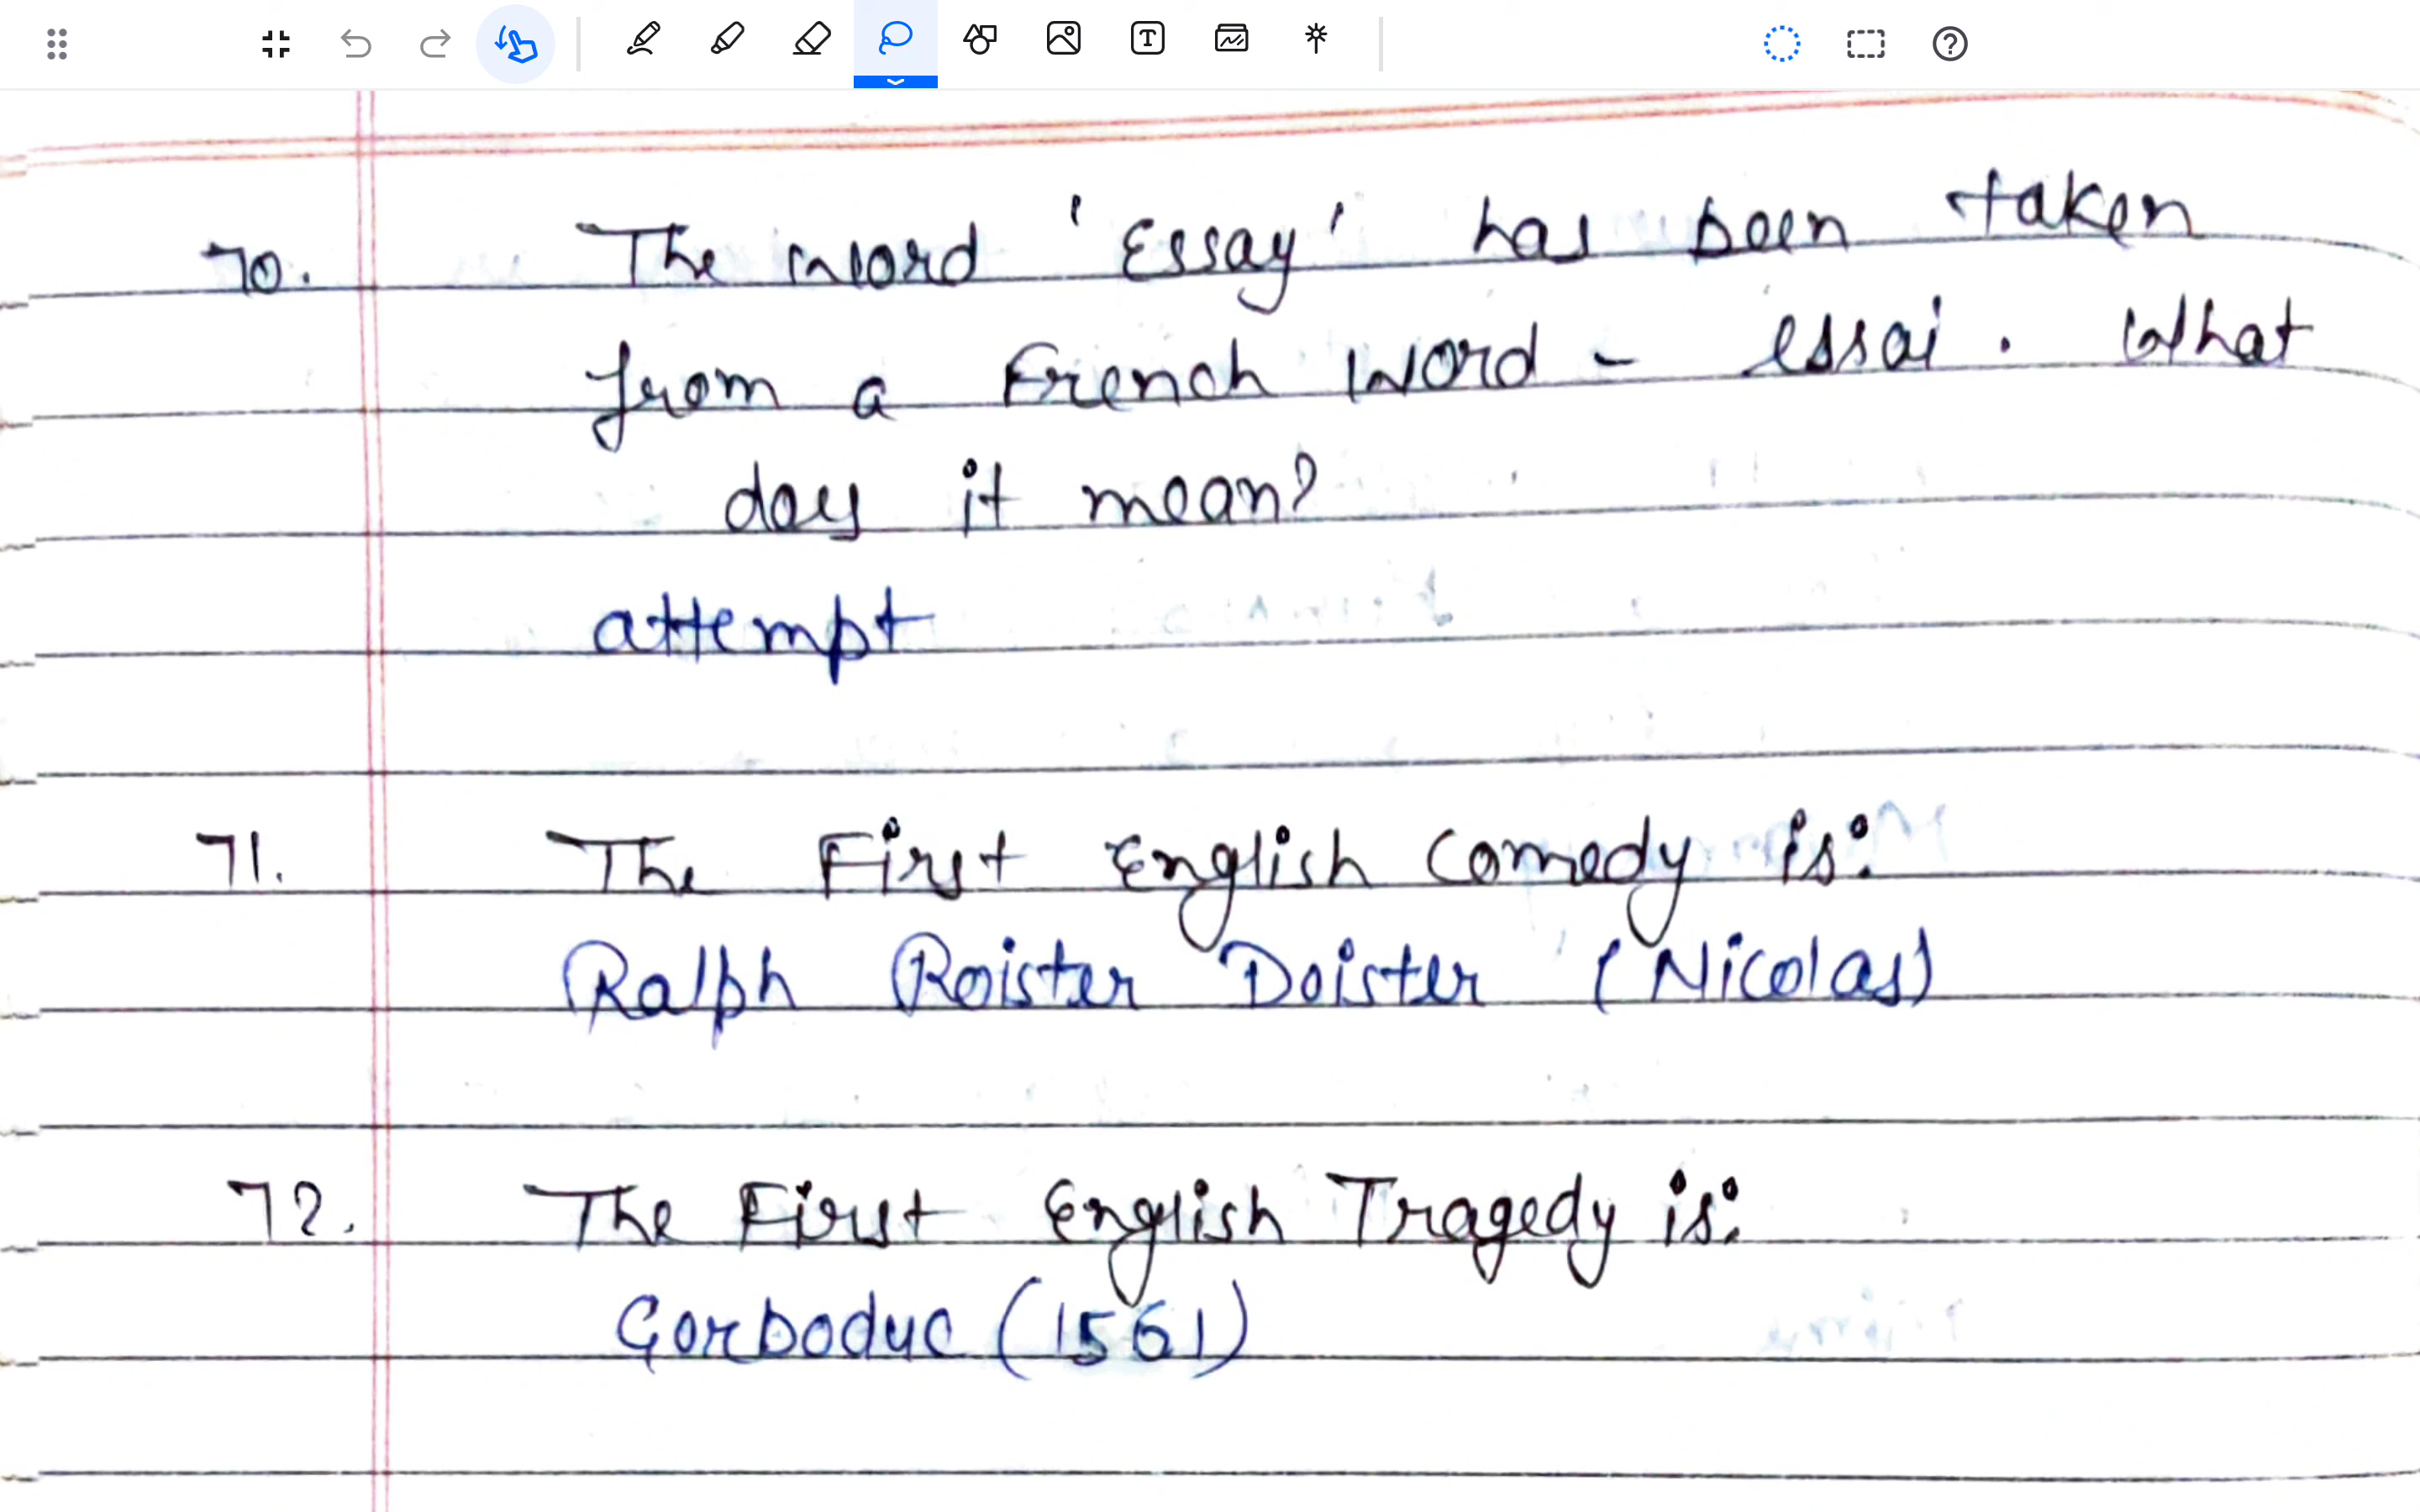 70. The word 'Essay' has been taken
from a French word - essai. What
does it mean?
attempt
71. The First English Comedy is:
Ralph Roister Doister (Nicolas)
72. The First English Tragedy is:
Gorboduc (1561)